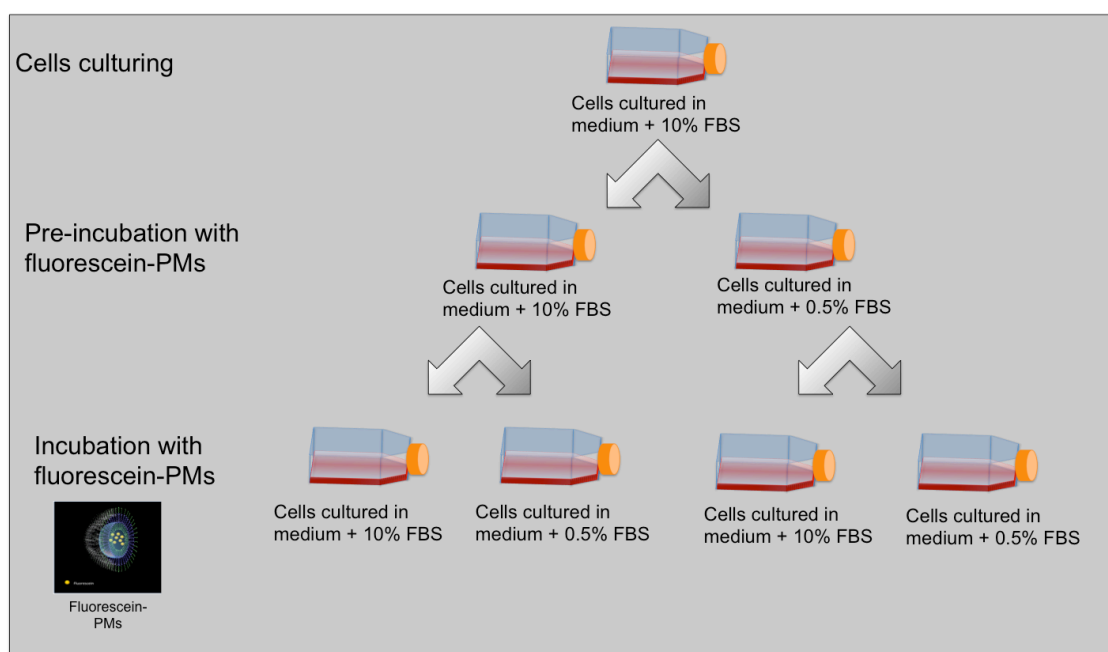 Cells culturing
Cells cultured in
medium + 10% FBS
Pre-incubation with
fluorescein-PMs
Cells cultured in
medium + 10% FBS
Cells cultured in
medium + 0.5% FBS
Incubation with
fluorescein-PMs
Cells cultured in
medium + 10% FBS
Cells cultured in
medium + 0.5% FBS
Cells cultured in
medium + 10% FBS
Cells cultured in
medium + 0.5% FBS
Fluorescein
Fluorescein-
PMs